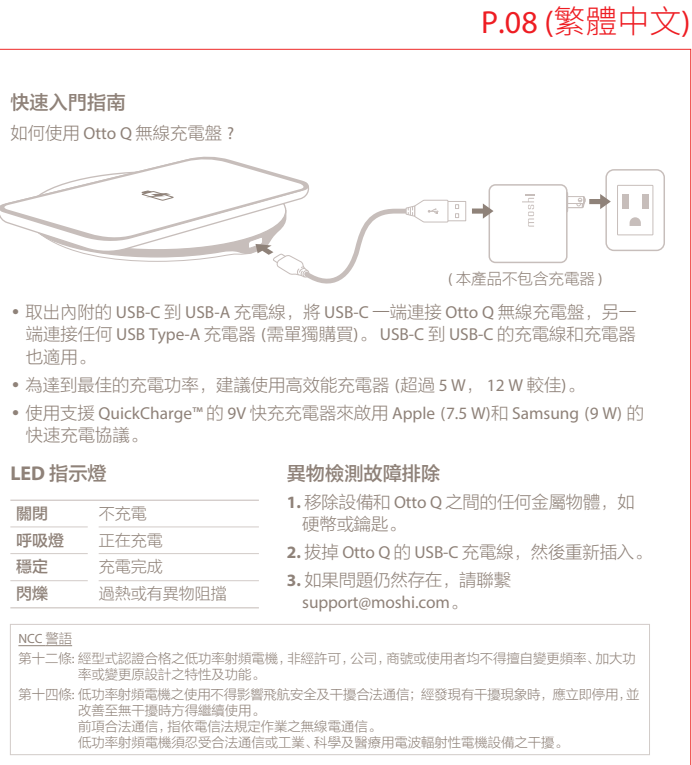 P.08 (繁體中文)
快速入門指南
如何使用 Otto Q 無線充電盤 ?
moshi
( 本產品不包含充電器 )
• 取出內附的 USB-C 到 USB-A 充電線，將 USB-C 一端連接 Otto Q 無線充電盤，另一
端連接任何 USB Type-A 充電器 (需單獨購買)。 USB-C 到 USB-C 的充電線和充電器
也適用。
• 為達到最佳的充電功率，建議使用高效能充電器 (超過 5 W， 12 W 較佳)。
• 使用支援 QuickCharge™ 的 9V 快充充電器來啟用 Apple (7.5 W)和 Samsung (9 W) 的
快速充電協議。
LED 指示燈
關閉 不充電
呼吸燈 正在充電
穩定 充電完成
閃爍 過熱或有異物阻擋
異物檢測故障排除
1. 移除設備和 Otto Q 之間的任何金屬物體，如
硬幣或鑰匙。
2. 拔掉 Otto Q 的 USB-C 充電線，然後重新插入。
3. 如果問題仍然存在，請聯繫
support@moshi.com。
NCC 警語
第十二條: 經型式認證合格之低功率射頻電機，非經許可，公司，商號或使用者均不得擅自變更頻率、加大功
率或變更原設計之特性及功能。
第十四條: 低功率射頻電機之使用不得影響飛航安全及干擾合法通信；經發現有干擾現象時，應立即停用，並
改善至無干擾時方得繼續使用。
前項合法通信，指依電信法規定作業之無線電通信。
低功率射頻電機須忍受合法通信或工業、科學及醫療用電波輻射性電機設備之干擾。